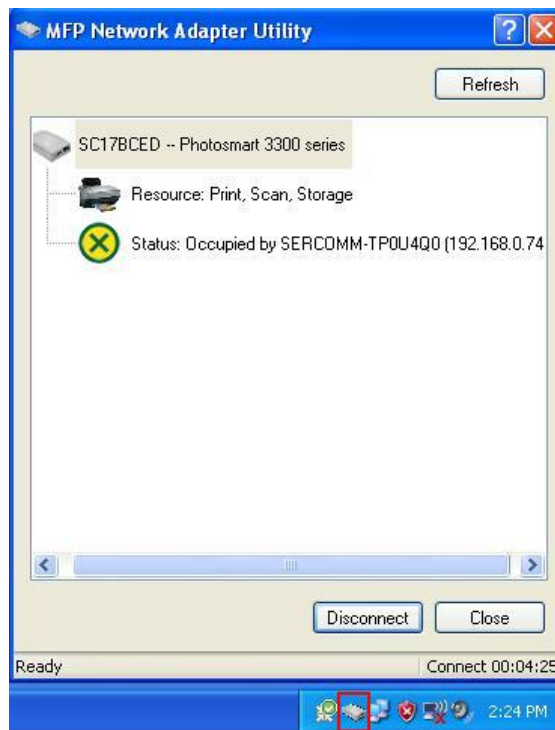 MFP Network Adapter Utility
Refresh
SC17BCED -- Photosmart 3300 series
Resource: Print, Scan, Storage
Status: Occupied by SERCOMM-TP0U4Q0 (192.168.0.74
Disconnect
Close
Ready
Connect 00:04:25
2:24 PM